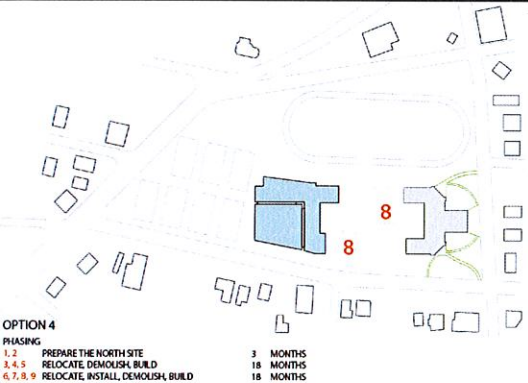 8
8
OPTION 4
PHASING
1, 2 PREPARE THE NORTH SITE 3 MONTHS
3, 4, 5 RELOCATE, DEMOLISH, BUILD 18 MONTHS
6, 7, 8, 9 RELOCATE, INSTALL, DEMOLISH, BUILD 18 MONTHS